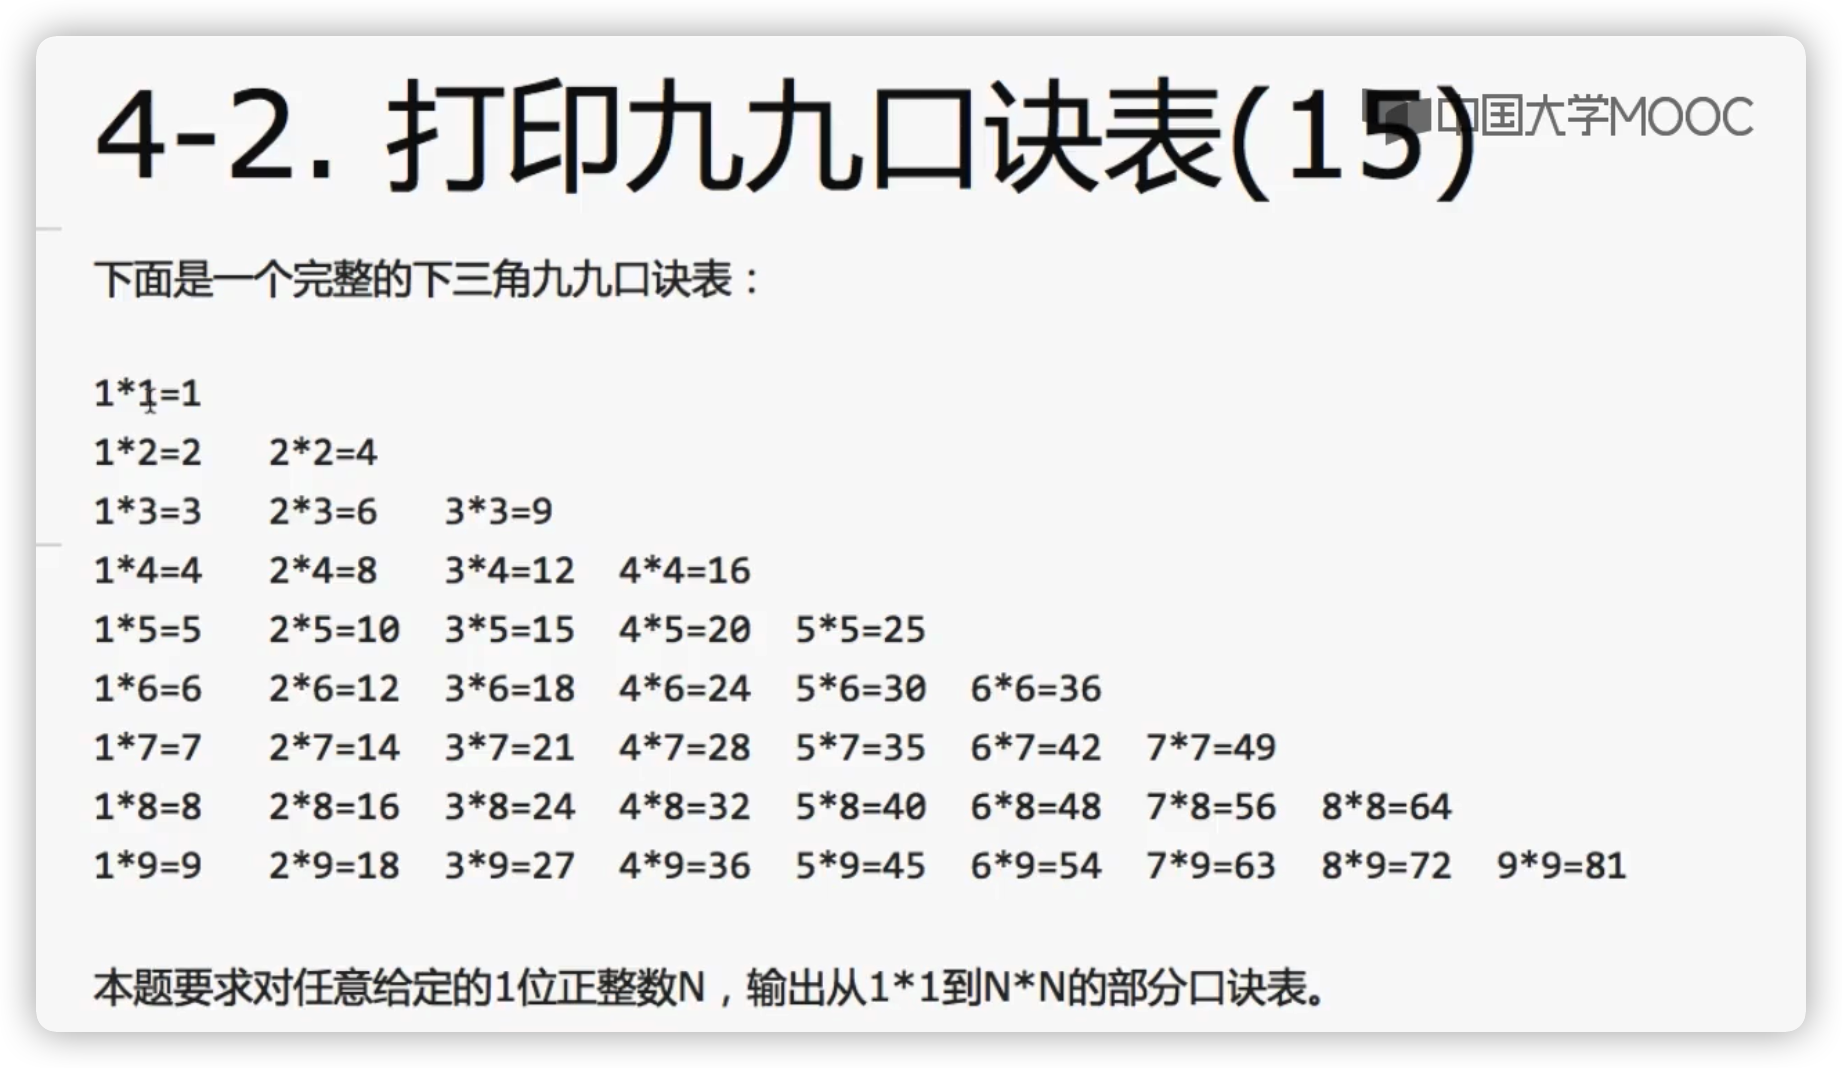 4-2. 打印九九口诀表(15)
中国大学MOOC
下面是一个完整的下三角九九口诀表：
1*1=1
1*2=2 2*2=4
1*3=3 2*3=6 3*3=9
1*4=4 2*4=8 3*4=12 4*4=16
1*5=5 2*5=10 3*5=15 4*5=20 5*5=25
1*6=6 2*6=12 3*6=18 4*6=24 5*6=30 6*6=36
1*7=7 2*7=14 3*7=21 4*7=28 5*7=35 6*7=42 7*7=49
1*8=8 2*8=16 3*8=24 4*8=32 5*8=40 6*8=48 7*8=56 8*8=64
1*9=9 2*9=18 3*9=27 4*9=36 5*9=45 6*9=54 7*9=63 8*9=72 9*9=81
本题要求对任意给定的1位正整数N，输出从1*1到N*N的部分口诀表。